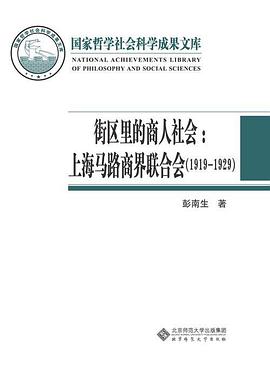 国家哲学社会科学成果文库
NATIONAL ACHIEVEMENTS LIBRARY
OF PHILOSOPHY AND SOCIAL SCIENCES
街区里的商人社会：
上海马路商界联合会(1919-1929)
彭南生 著
北京师范大学出版集团
北京师范大学出版社